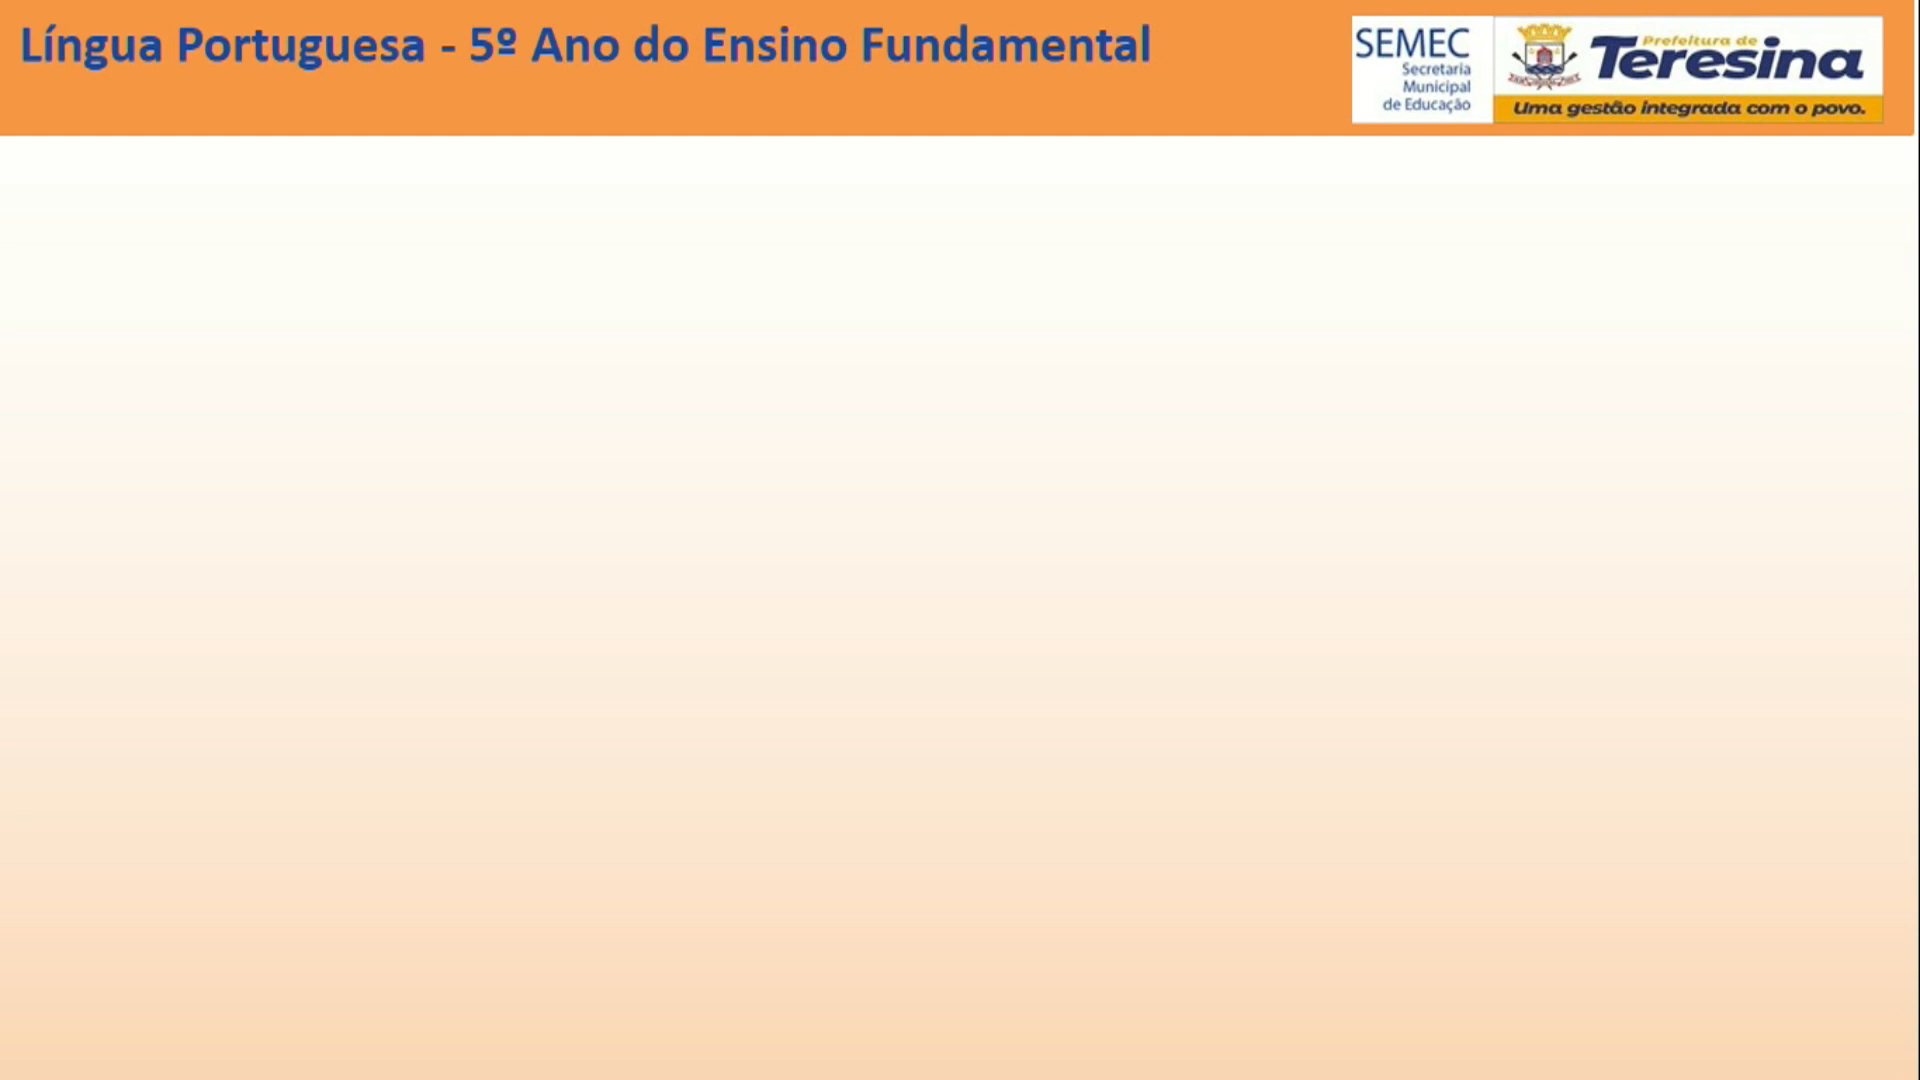 Língua Portuguesa - 5º Ano do Ensino Fundamental
SEMEC
Secretaria
Municipal
de Educação
Prefeitura de
Teresina
Uma gestão integrada com o povo.